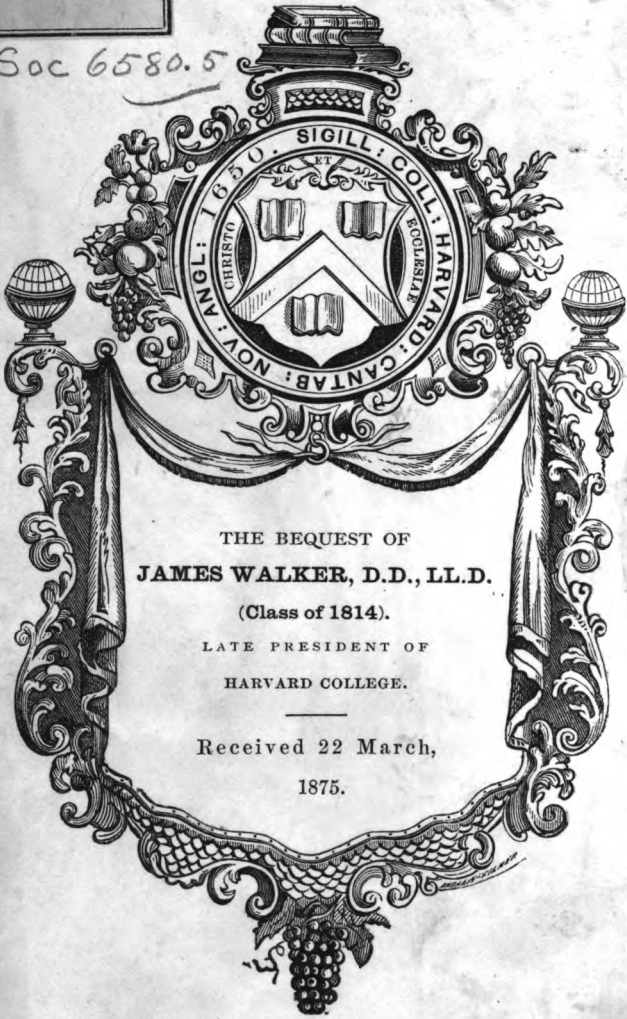 Soc 6580.5
SIGILL: COLL: HARVARD: CANTAB: NOV: ANGL: 1650.
ET
CHRISTO
ECCLESIAE
THE BEQUEST OF
JAMES WALKER, D.D., LL.D.
(Class of 1814).
LATE PRESIDENT OF
HARVARD COLLEGE.
Received 22 March,
1875.